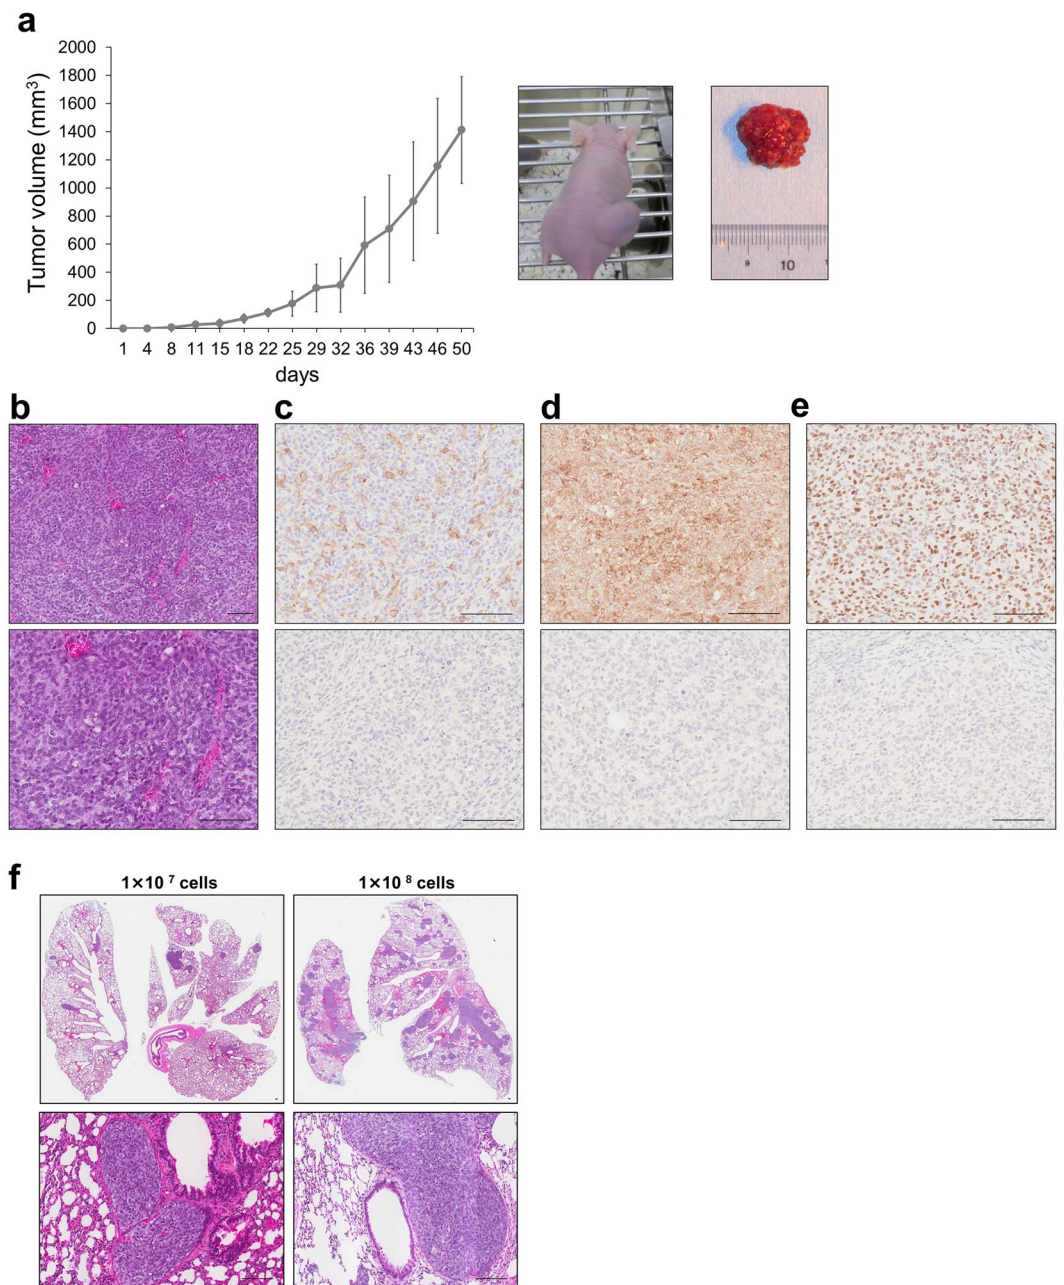 a
2000
1800
1600
1400
1200
1000
800
600
400
200
0
Tumor volume (mm³)
1 4 8 11 15 18 22 25 29 32 36 39 43 46 50
days
9 10
b
c
d
e
f
1×10 ⁷ cells
1×10 ⁸ cells